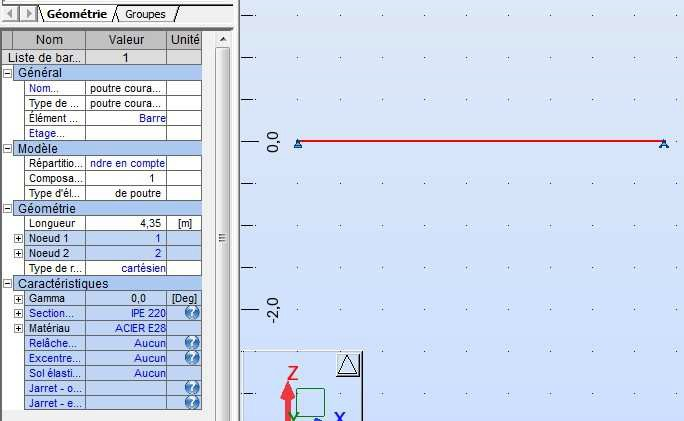 Géométrie Groupes
Nom Valeur Unité
Liste de bar... 1
Général
Nom... poutre coura...
Type de ... poutre coura...
Élément ... Barre
Etage...
Modèle
Répartitio... ndre en compte
Composa... 1
Type d'él... de poutre
Géométrie
Longueur 4,35 [m]
Noeud 1 1
Noeud 2 2
Type de r... cartésien
Caractéristiques
Gamma 0,0 [Deg]
Section... IPE 220
Matériau ACIER E28
Relâche... Aucun
Excentre... Aucun
Sol élasti... Aucun
Jarret - o...
Jarret - e...
0,0
-2,0
Z
Y X